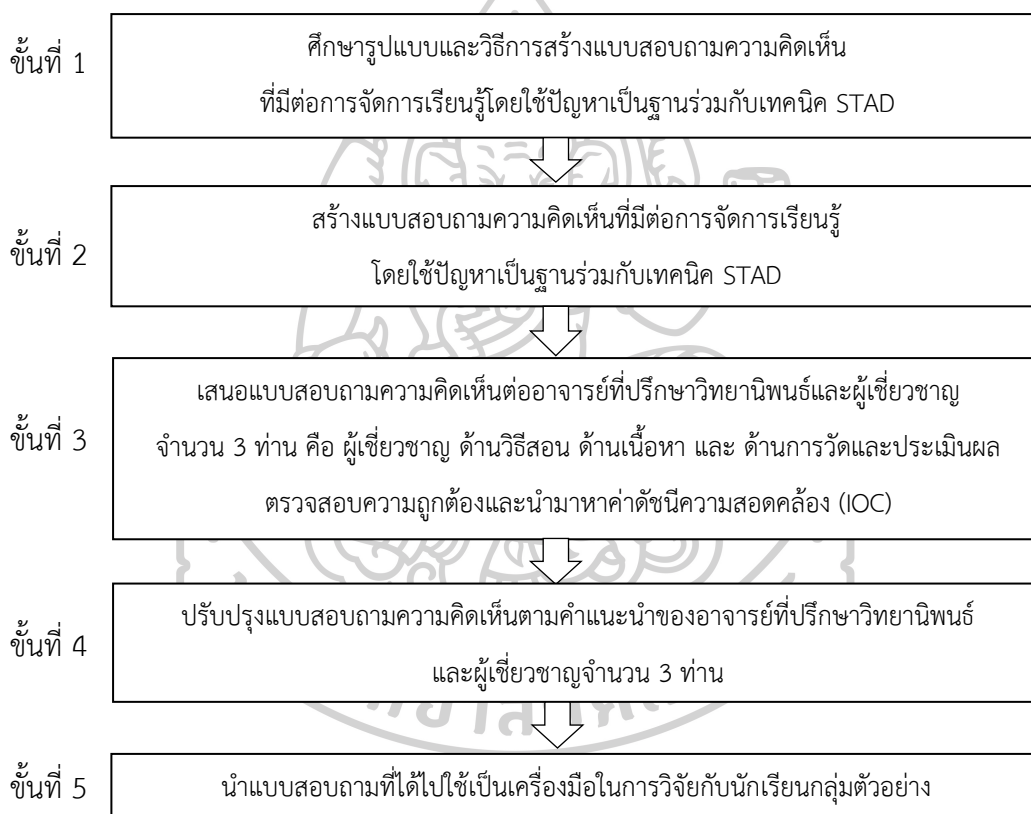 ขั้นที่ 1
ศึกษารูปแบบและวิธีการสร้างแบบสอบถามความคิดเห็น
ที่มีต่อการจัดการเรียนรู้โดยใช้ปัญหาเป็นฐานร่วมกับเทคนิค STAD
ขั้นที่ 2
สร้างแบบสอบถามความคิดเห็นที่มีต่อการจัดการเรียนรู้
โดยใช้ปัญหาเป็นฐานร่วมกับเทคนิค STAD
ขั้นที่ 3
เสนอแบบสอบถามความคิดเห็นต่ออาจารย์ที่ปรึกษาวิทยานิพนธ์และผู้เชี่ยวชาญ
จำนวน 3 ท่าน คือ ผู้เชี่ยวชาญ ด้านวิธีสอน ด้านเนื้อหา และ ด้านการวัดและประเมินผล
ตรวจสอบความถูกต้องและนำมาหาค่าดัชนีความสอดคล้อง (IOC)
ขั้นที่ 4
ปรับปรุงแบบสอบถามความคิดเห็นตามคำแนะนำของอาจารย์ที่ปรึกษาวิทยานิพนธ์
และผู้เชี่ยวชาญจำนวน 3 ท่าน
ขั้นที่ 5
นำแบบสอบถามที่ได้ไปใช้เป็นเครื่องมือในการวิจัยกับนักเรียนกลุ่มตัวอย่าง